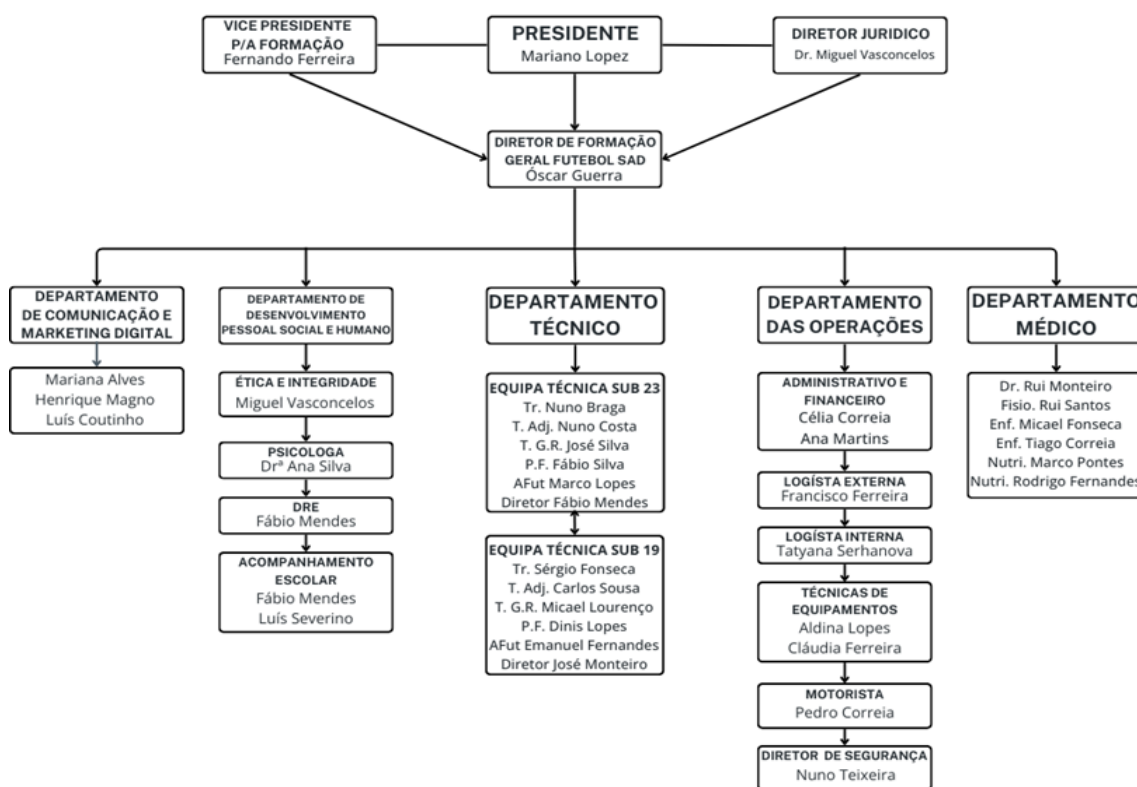 VICE PRESIDENTE
P/A FORMAÇÃO
Fernando Ferreira
PRESIDENTE
Mariano Lopez
DIRETOR JURIDICO
Dr. Miguel Vasconcelos
DIRETOR DE FORMAÇÃO
GERAL FUTEBOL SAD
Óscar Guerra
DEPARTAMENTO
DE COMUNICAÇÃO E
MARKETING DIGITAL
Mariana Alves
Henrique Magno
Luís Coutinho
DEPARTAMENTO DE
DESENVOLVIMENTO
PESSOAL SOCIAL E HUMANO
ÉTICA E INTEGRIDADE
Miguel Vasconcelos
PSICOLOGA
Drª Ana Silva
DRE
Fábio Mendes
ACOMPANHAMENTO
ESCOLAR
Fábio Mendes
Luís Severino
DEPARTAMENTO
TÉCNICO
EQUIPA TÉCNICA SUB 23
Tr. Nuno Braga
T. Adj. Nuno Costa
T. G.R. José Silva
P.F. Fábio Silva
AFut Marco Lopes
Diretor Fábio Mendes
EQUIPA TÉCNICA SUB 19
Tr. Sérgio Fonseca
T. Adj. Carlos Sousa
T. G.R. Micael Lourenço
P.F. Dinis Lopes
AFut Emanuel Fernandes
Diretor José Monteiro
DEPARTAMENTO
DAS OPERAÇÕES
ADMINISTRATIVO E
FINANCEIRO
Célia Correia
Ana Martins
LOGÍSTA EXTERNA
Francisco Ferreira
LOGÍSTA INTERNA
Tatyana Serhanova
TÉCNICAS DE
EQUIPAMENTOS
Aldina Lopes
Cláudia Ferreira
MOTORISTA
Pedro Correia
DIRETOR DE SEGURANÇA
Nuno Teixeira
DEPARTAMENTO
MÉDICO
Dr. Rui Monteiro
Fisio. Rui Santos
Enf. Micael Fonseca
Enf. Tiago Correia
Nutri. Marco Pontes
Nutri. Rodrigo Fernandes